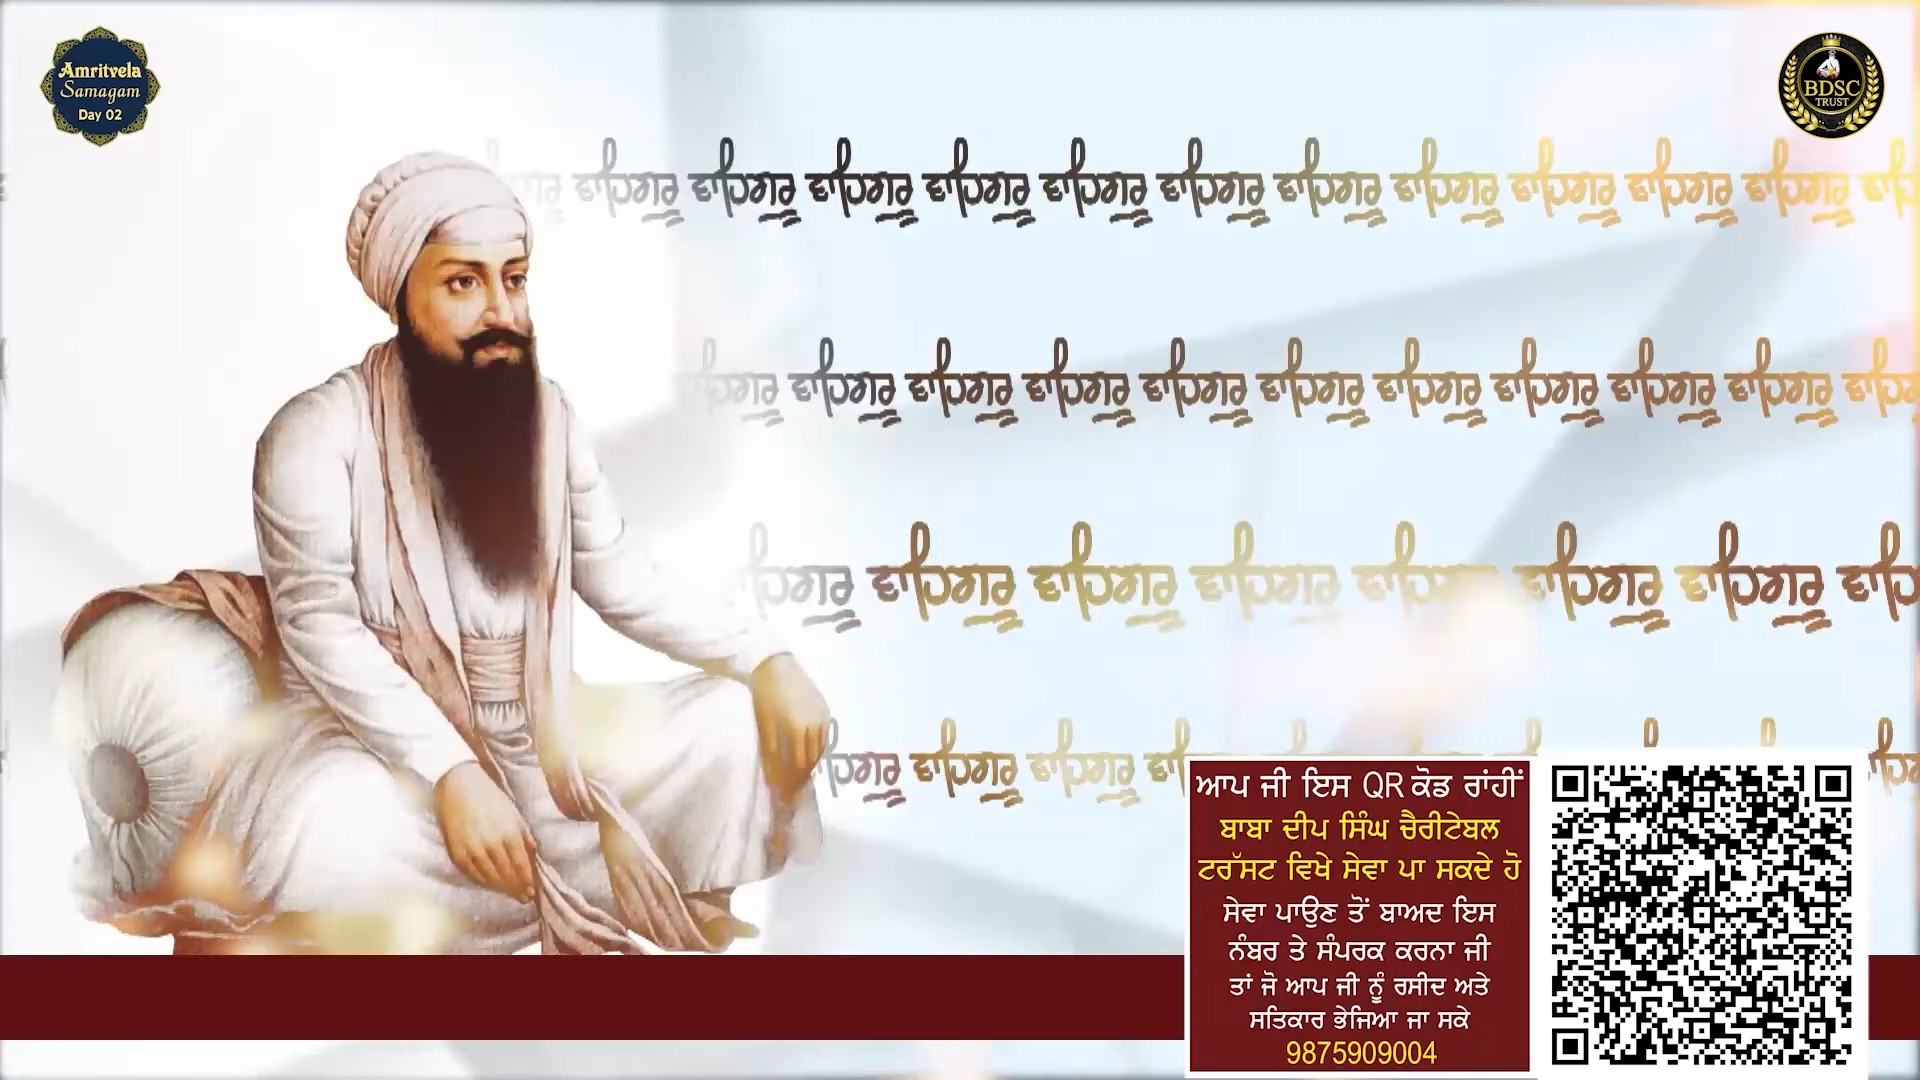 Amritvela
Samagam
Day 02
BDSC
TRUST
ਵਾਹਿਗੁਰੂ ਵਾਹਿਗੁਰੂ ਵਾਹਿਗੁਰੂ ਵਾਹਿਗੁਰੂ ਵਾਹਿਗੁਰੂ ਵਾਹਿਗੁਰੂ ਵਾਹਿਗੁਰੂ ਵਾਹਿਗੁਰੂ ਵਾਹਿਗੁਰੂ ਵਾਹਿਗੁਰੂ ਵਾਹਿਗੁਰੂ
ਵਾਹਿਗੁਰੂ ਵਾਹਿਗੁਰੂ ਵਾਹਿਗੁਰੂ ਵਾਹਿਗੁਰੂ ਵਾਹਿਗੁਰੂ ਵਾਹਿਗੁਰੂ ਵਾਹਿਗੁਰੂ ਵਾਹਿਗੁਰੂ ਵਾਹਿਗੁਰੂ
ਵਾਹਿਗੁਰੂ ਵਾਹਿਗੁਰੂ ਵਾਹਿਗੁਰੂ ਵਾਹਿਗੁਰੂ ਵਾਹਿਗੁਰੂ ਵਾਹਿਗੁਰੂ
ਵਾਹਿਗੁਰੂ ਵਾਹਿਗੁਰੂ
ਆਪ ਜੀ ਇਸ QR ਕੋਡ ਰਾਂਹੀਂ
ਬਾਬਾ ਦੀਪ ਸਿੰਘ ਚੈਰੀਟੇਬਲ
ਟਰੱਸਟ ਵਿਖੇ ਸੇਵਾ ਪਾ ਸਕਦੇ ਹੋ
ਸੇਵਾ ਪਾਉਣ ਤੋਂ ਬਾਅਦ ਇਸ
ਨੰਬਰ ਤੇ ਸੰਪਰਕ ਕਰਨਾ ਜੀ
ਤਾਂ ਜੋ ਆਪ ਜੀ ਨੂੰ ਰਸੀਦ ਅਤੇ
ਸਤਿਕਾਰ ਭੇਜਿਆ ਜਾ ਸਕੇ
9875909004